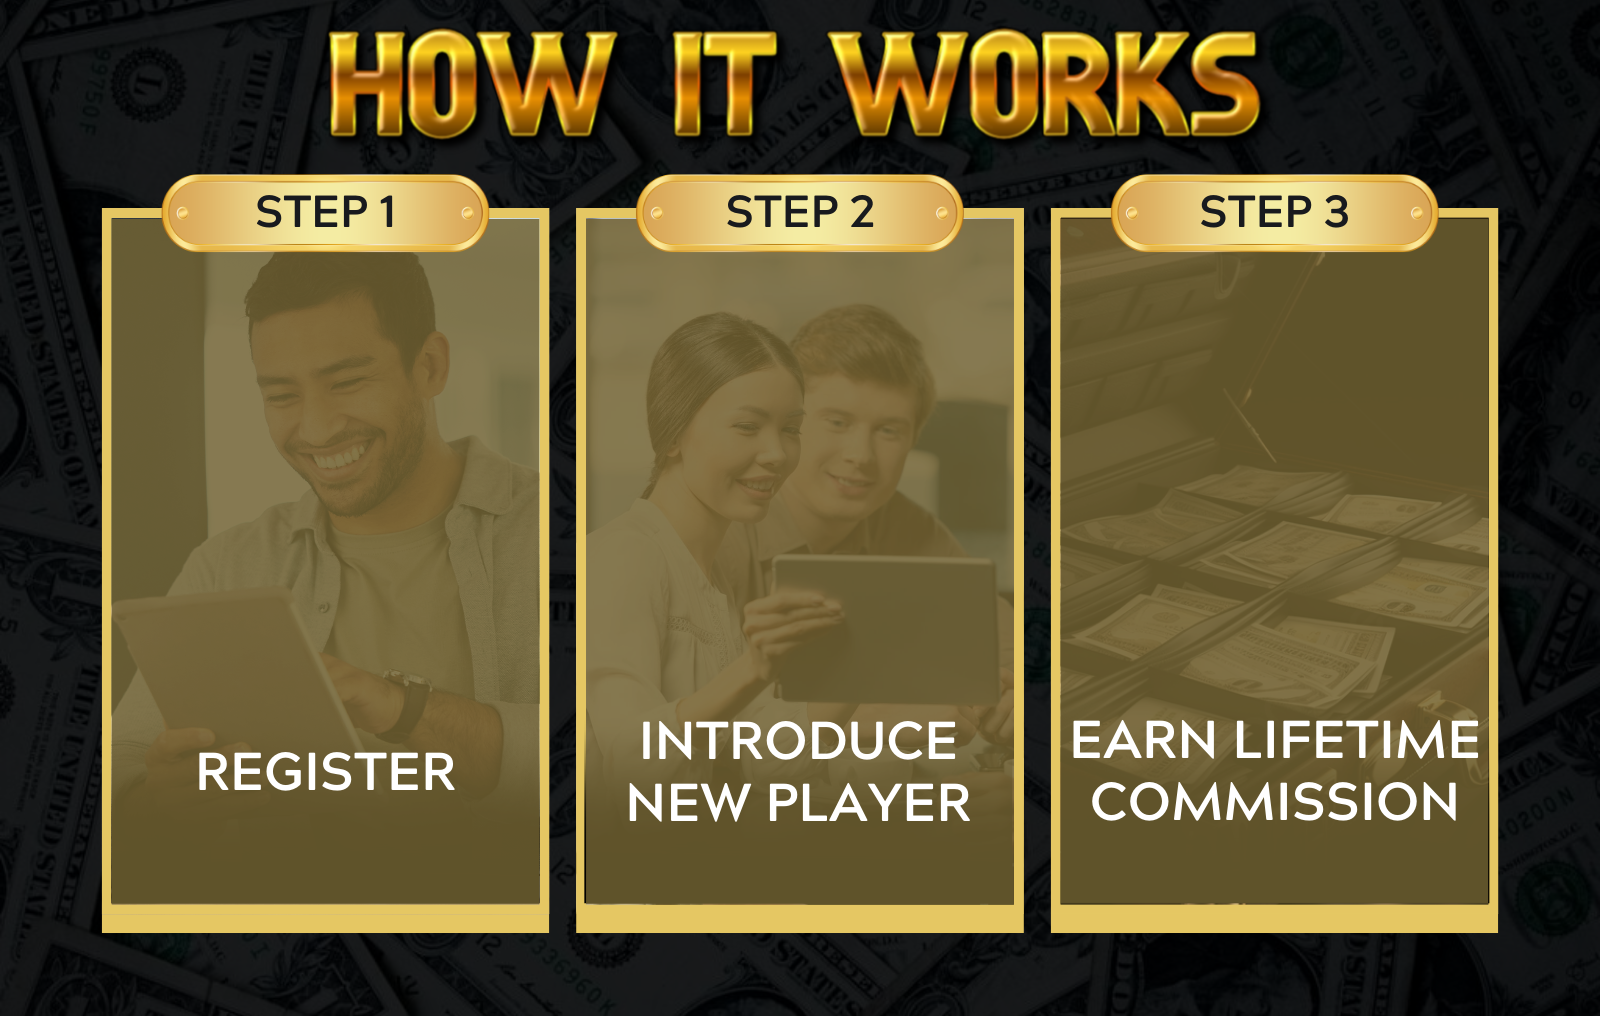 HOW IT WORKS
STEP 1
STEP 2
STEP 3
REGISTER
INTRODUCE
NEW PLAYER
EARN LIFETIME
COMMISSION